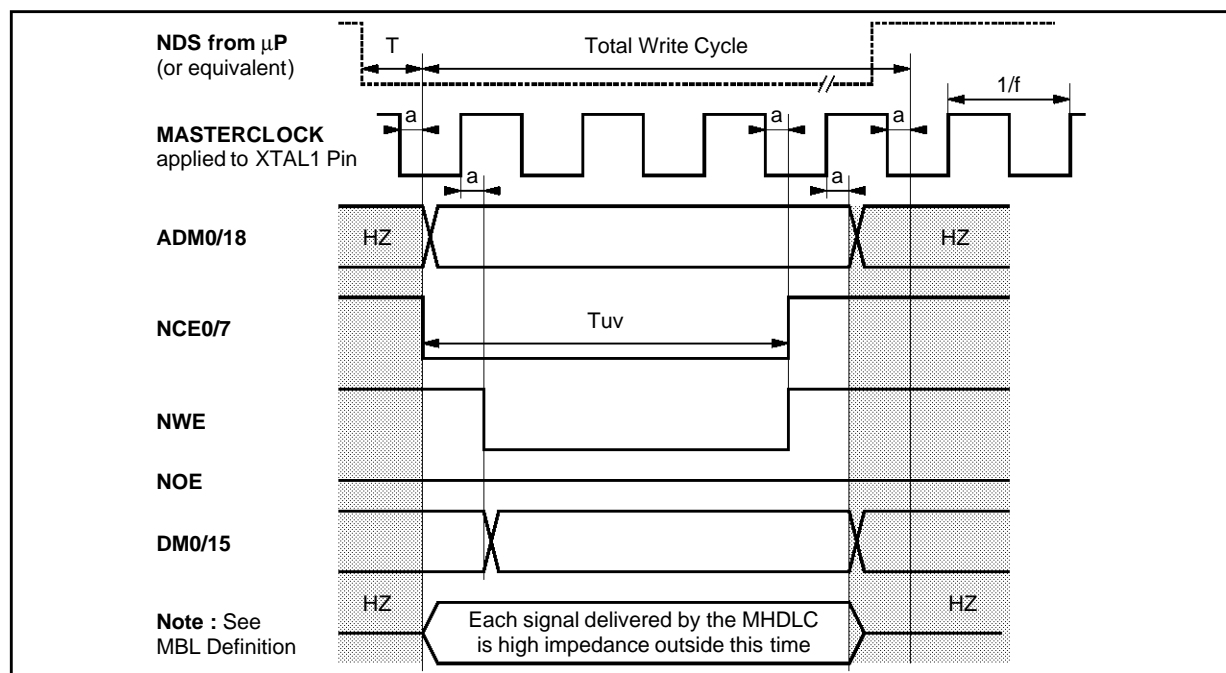 NDS from μP
(or equivalent)
T
Total Write Cycle
1/f
a
a
a
MASTERCLOCK
applied to XTAL1 Pin
a
a
ADM0/18
HZ
HZ
NCE0/7
Tuv
NWE
NOE
DM0/15
HZ
HZ
Note : See
MBL Definition
Each signal delivered by the MHDLC
is high impedance outside this time